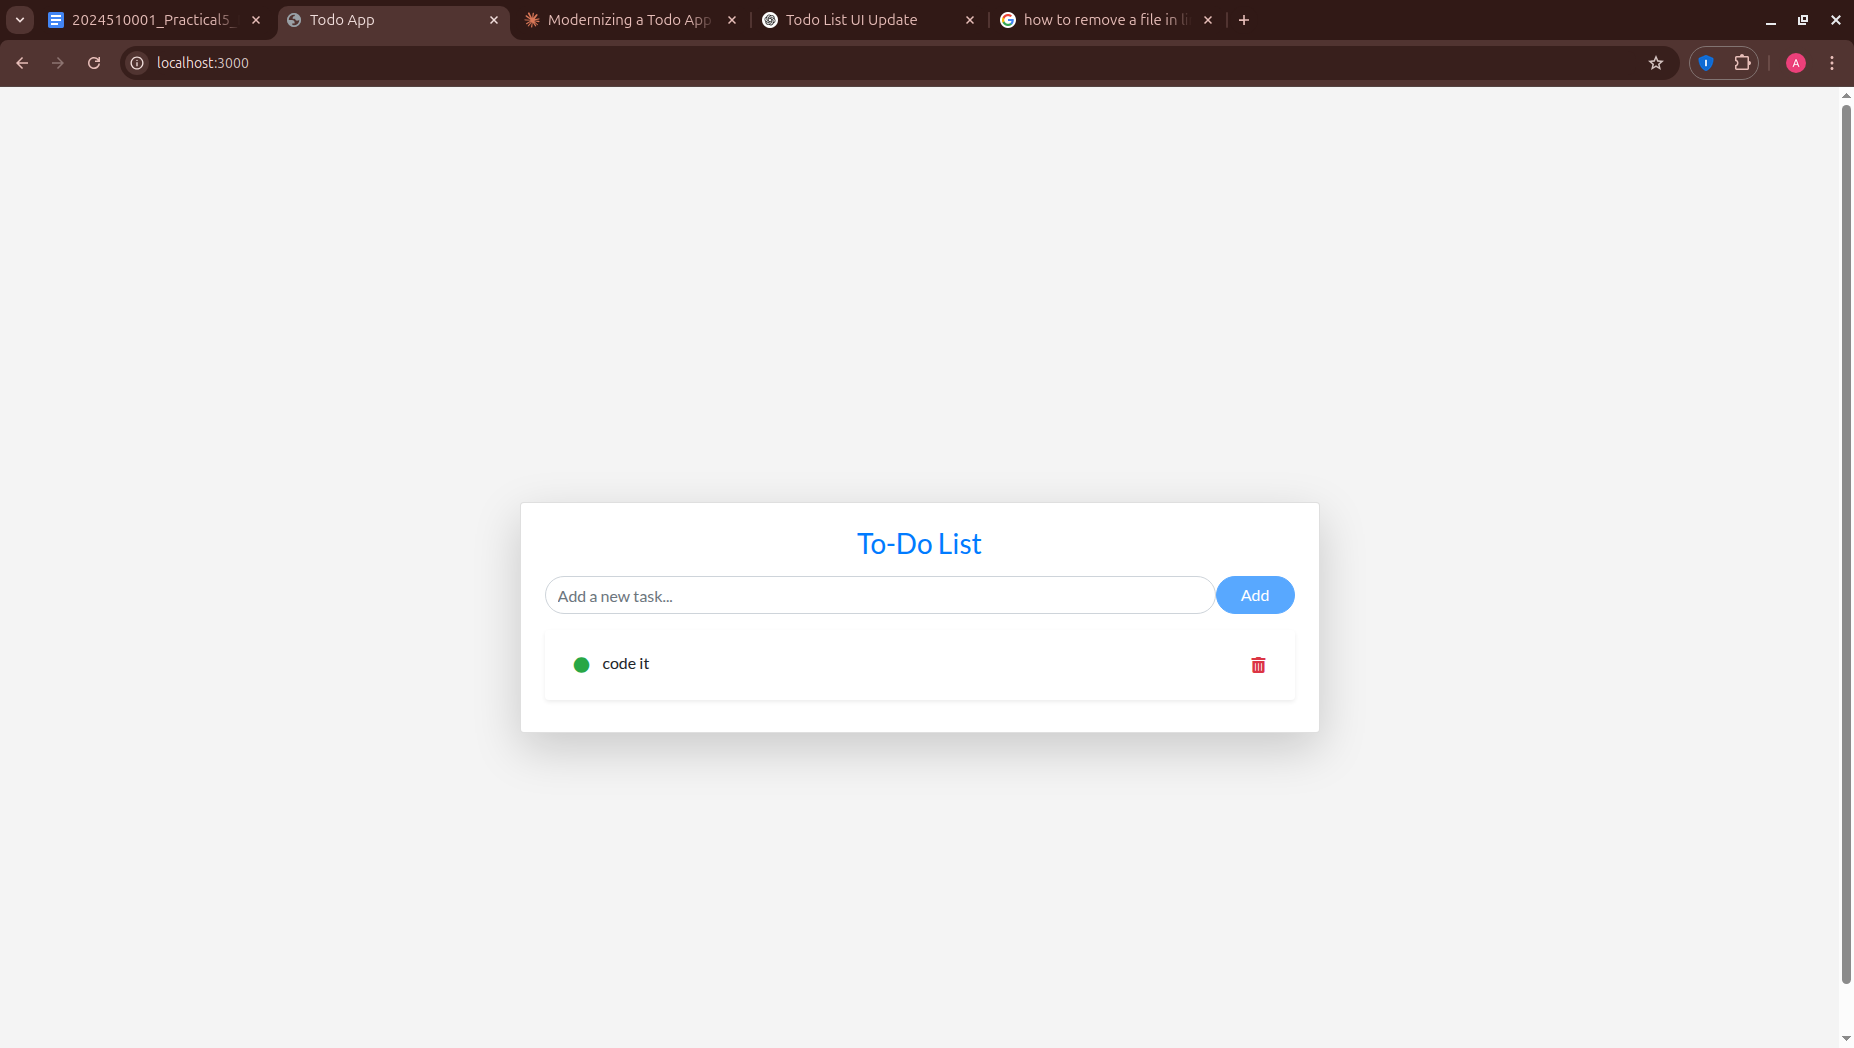 2024510001_Practical5_
Todo App
Modernizing a Todo App
Todo List UI Update
how to remove a file in li
localhost:3000
A
To-Do List
Add a new task...
Add
code it